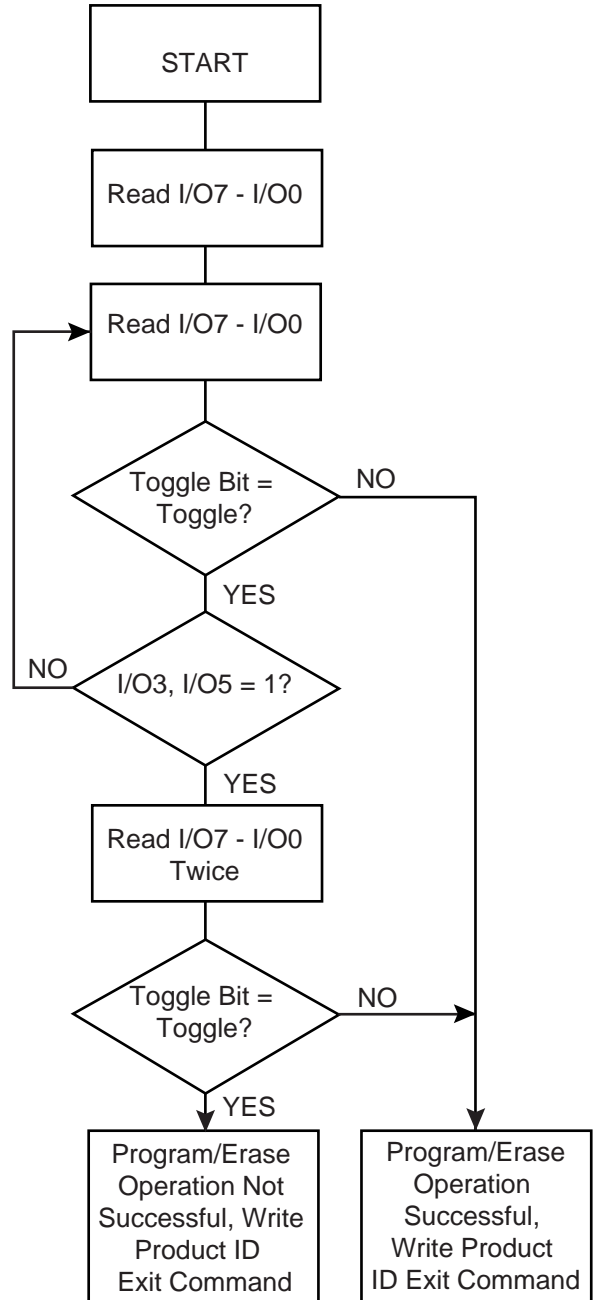 START
Read I/O7 - I/O0
Read I/O7 - I/O0
Toggle Bit =
Toggle?
NO
YES
NO
I/O3, I/O5 = 1?
YES
Read I/O7 - I/O0
Twice
Toggle Bit =
Toggle?
NO
YES
Program/Erase
Operation Not
Successful, Write
Product ID
Exit Command
Program/Erase
Operation
Successful,
Write Product
ID Exit Command